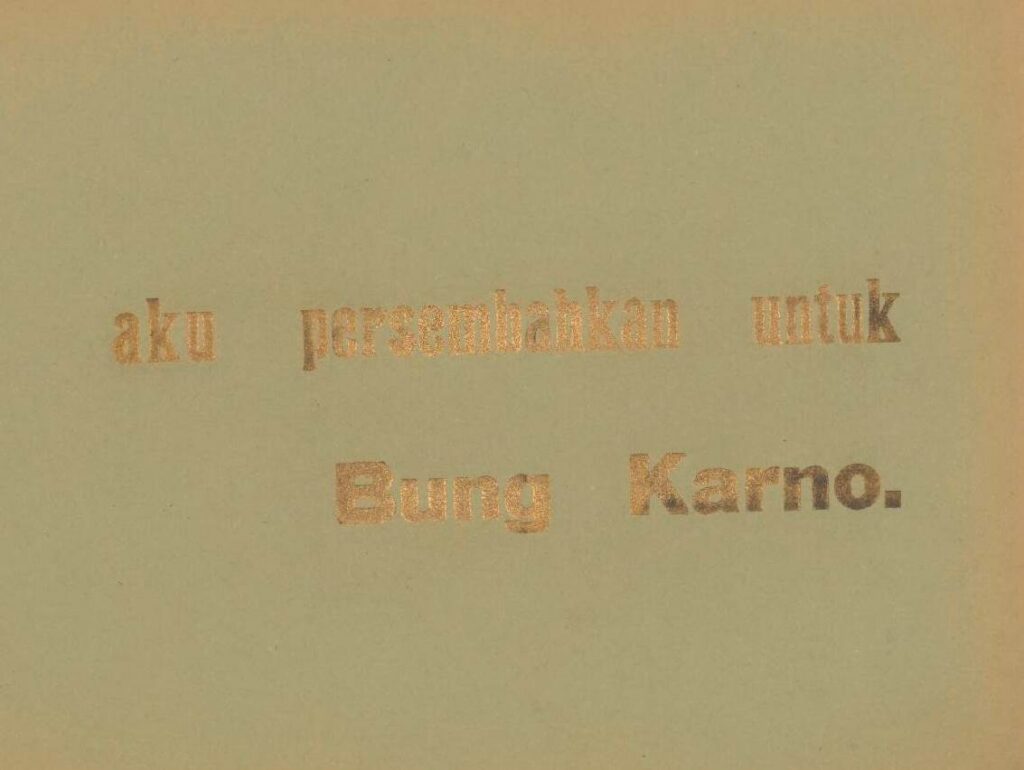 aku persembahkan untuk
Bung Karno.